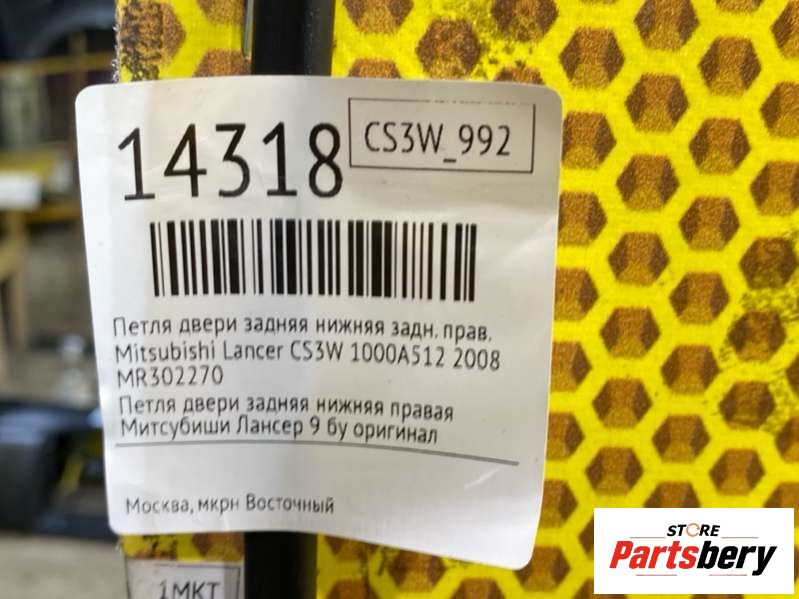 14318
CS3W_992
Петля двери задняя нижняя задн. прав.
Mitsubishi Lancer CS3W 1000A512 2008
MR302270
Петля двери задняя нижняя правая
Митсубиши Лансер 9 бу оригинал
Москва, мкрн Восточный
1МКТ
STORE
Partsbery